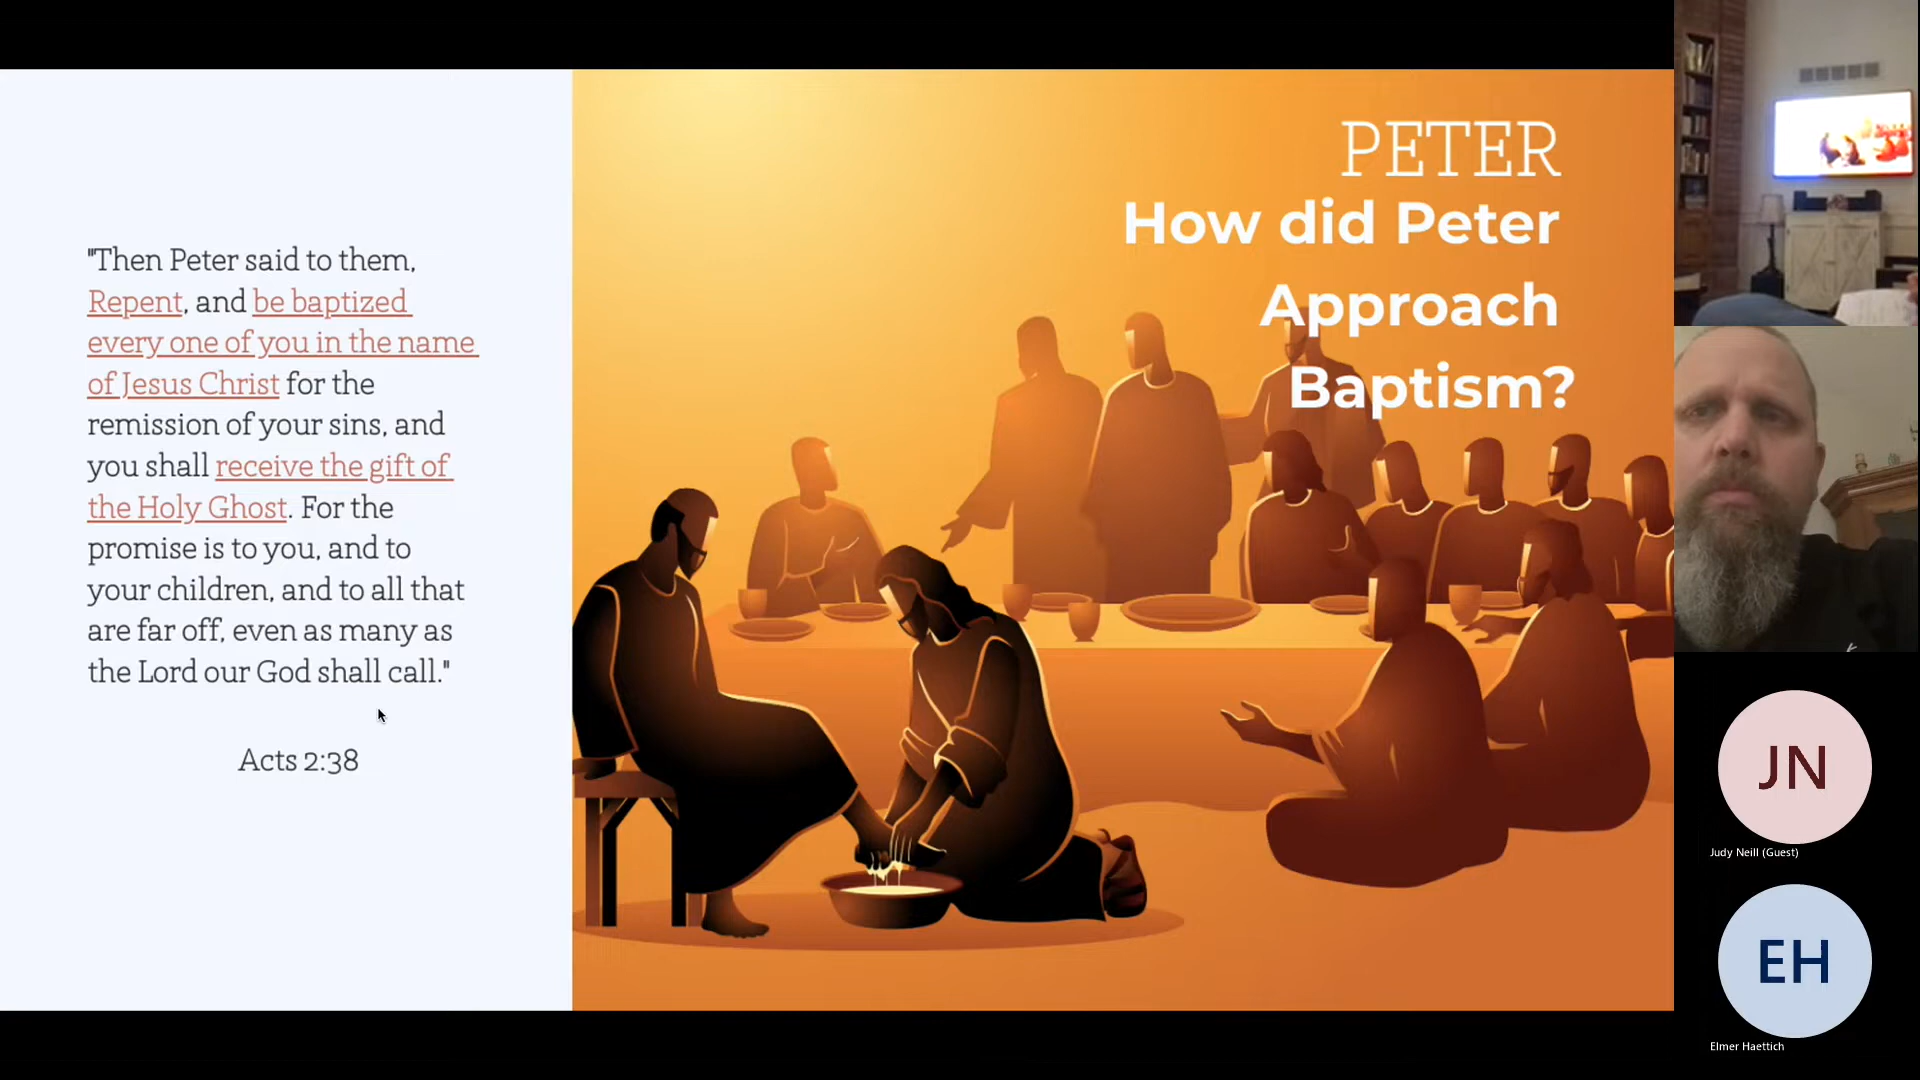 "Then Peter said to them,
Repent, and be baptized
every one of you in the name
of Jesus Christ for the
remission of your sins, and
you shall receive the gift of
the Holy Ghost. For the
promise is to you, and to
your children, and to all that
are far off, even as many as
the Lord our God shall call."
Acts 2:38
PETER
How did Peter
Approach
Baptism?
JN
Judy Neill (Guest)
EH
Elmer Haettich